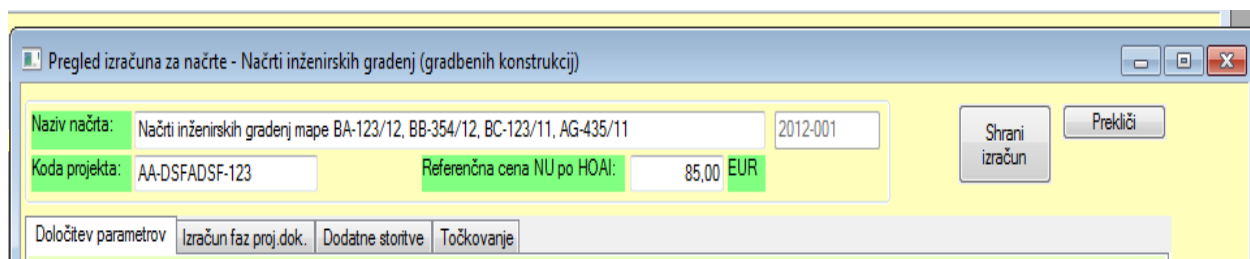 Pregled izračuna za načrte - Načrti inženirskih gradenj (gradbenih konstrukcij)
Naziv načrta: Načrti inženirskih gradenj mape BA-123/12, BB-354/12, BC-123/11, AG-435/11 2012-001
Shrani izračun
Prekliči
Koda projekta: AA-DSFADSF-123 Referenčna cena NU po HOAI: 85,00 EUR
Določitev parametrov Izračun faz proj.dok. Dodatne storitve Točkovanje